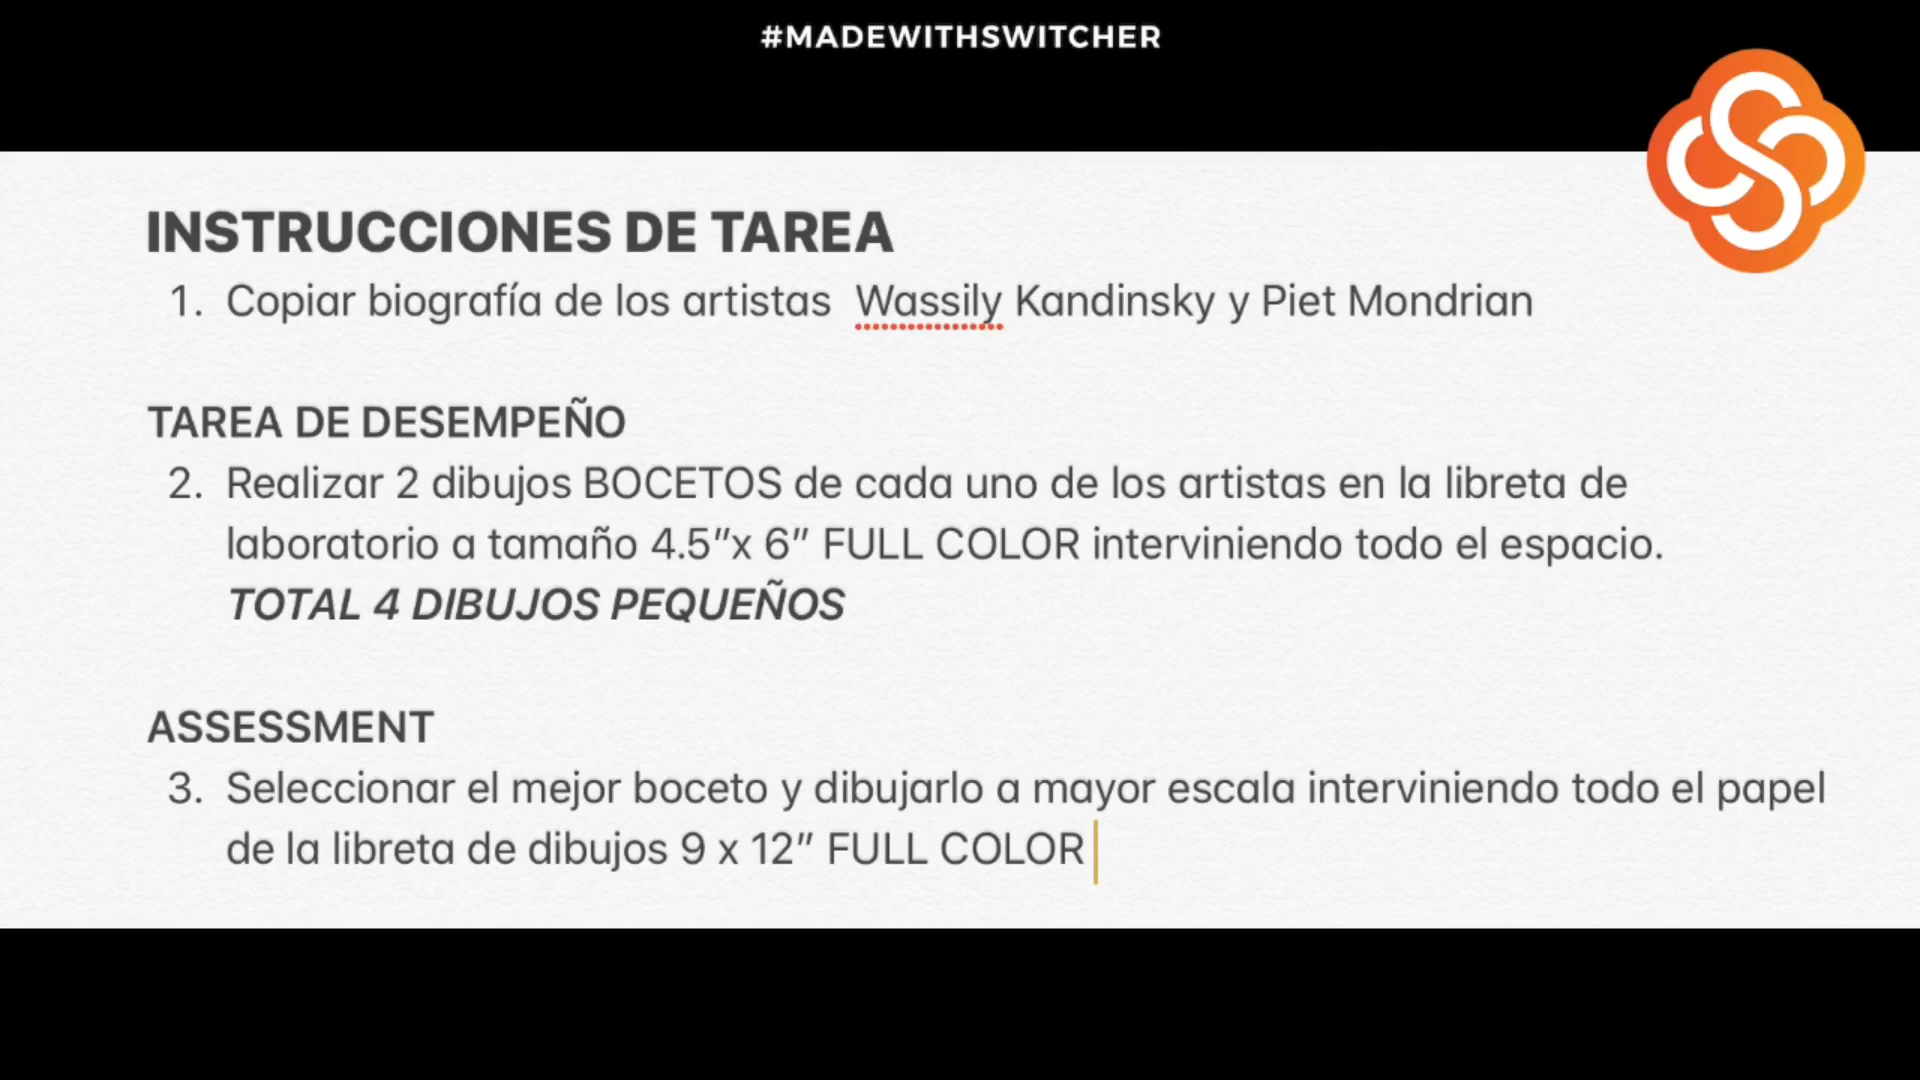 #MADEWITHSWITCHER
INSTRUCCIONES DE TAREA
1. Copiar biografía de los artistas  Wassily Kandinsky y Piet Mondrian
TAREA DE DESEMPEÑO
2. Realizar 2 dibujos BOCETOS de cada uno de los artistas en la libreta de
laboratorio a tamaño 4.5”x 6” FULL COLOR interviniendo todo el espacio.
TOTAL 4 DIBUJOS PEQUEÑOS
ASSESSMENT
3. Seleccionar el mejor boceto y dibujarlo a mayor escala interviniendo todo el papel
de la libreta de dibujos 9 x 12” FULL COLOR